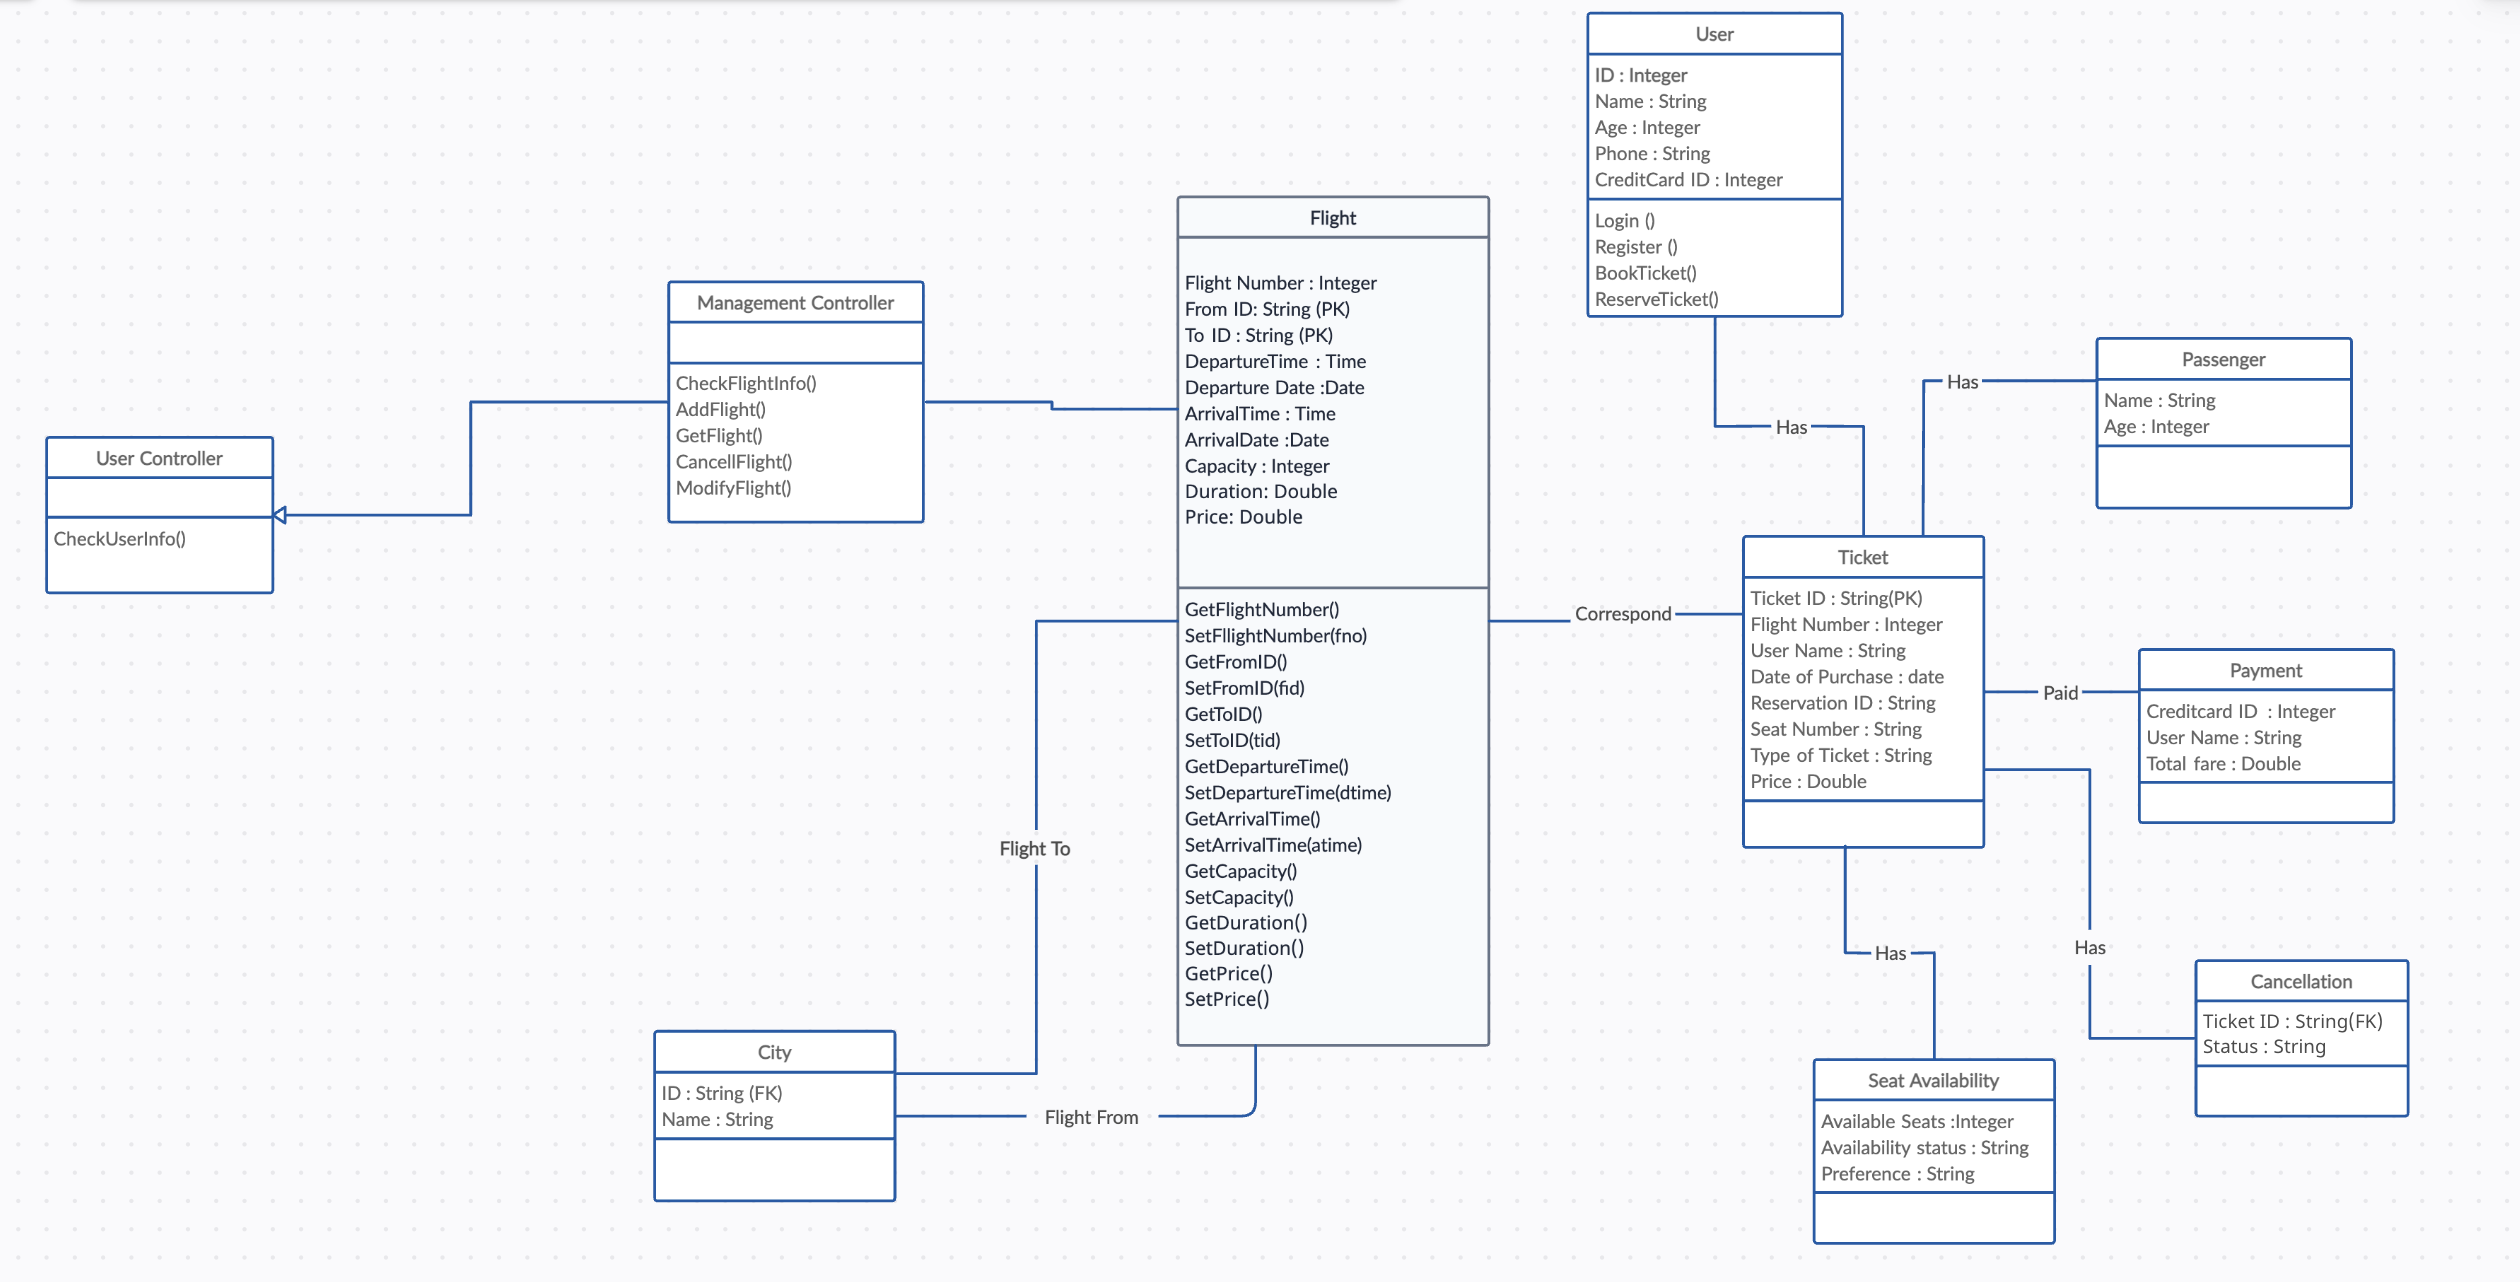 User
ID : Integer
Name : String
Age : Integer
Phone : String
CreditCard ID : Integer
Login ()
Register ()
BookTicket()
ReserveTicket()
Flight
Flight Number : Integer
From ID: String (PK)
To ID : String (PK)
DepartureTime : Time
Departure Date :Date
ArrivalTime : Time
ArrivalDate :Date
Capacity : Integer
Duration: Double
Price: Double
GetFlightNumber()
SetFllightNumber(fno)
GetFromID()
SetFromID(fid)
GetToID()
SetToID(tid)
GetDepartureTime()
SetDepartureTime(dtime)
GetArrivalTime()
SetArrivalTime(atime)
GetCapacity()
SetCapacity()
GetDuration()
SetDuration()
GetPrice()
SetPrice()
Management Controller
CheckFlightInfo()
AddFlight()
GetFlight()
CancellFlight()
ModifyFlight()
User Controller
CheckUserInfo()
Has
Passenger
Name : String
Age : Integer
Has
Ticket
Ticket ID : String(PK)
Flight Number : Integer
User Name : String
Date of Purchase : date
Reservation ID : String
Seat Number : String
Type of Ticket : String
Price : Double
Correspond
Paid
Payment
Creditcard ID : Integer
User Name : String
Total fare : Double
Flight To
Has
Has
Cancellation
Ticket ID : String(FK)
Status : String
City
ID : String (FK)
Name : String
Flight From
Seat Availability
Available Seats :Integer
Availability status : String
Preference : String